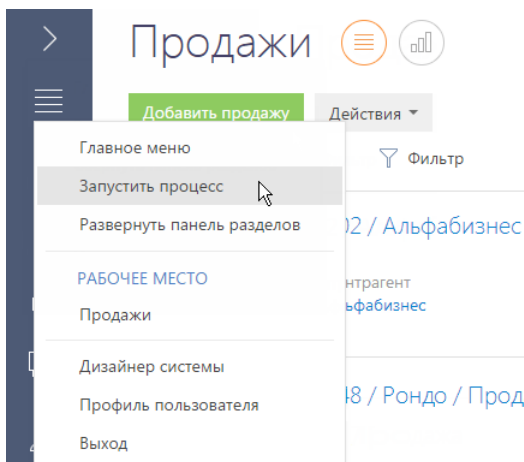 Продажи
Добавить продажу
Действия
Главное меню
Фильтр
Запустить процесс
Развернуть панель разделов
02 / Альфабизнес
РАБОЧЕЕ МЕСТО
Продажи
нтрагент
ьфабизнес
Дизайнер системы
Профиль пользователя
48 / Рондо / Прод
Выход